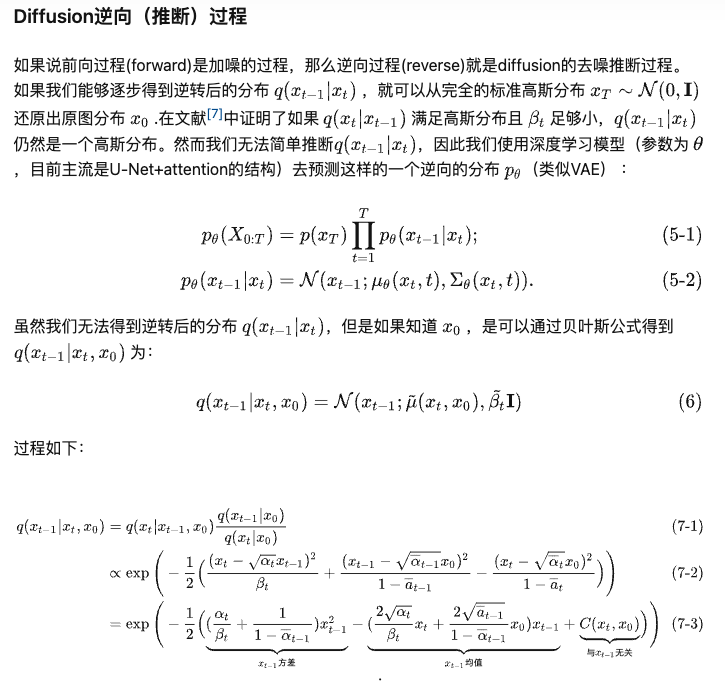 Diffusion逆向（推断）过程
如果说前向过程(forward)是加噪的过程，那么逆向过程(reverse)就是diffusion的去噪推断过程。
如果我们能够逐步得到逆转后的分布 $q(x_{t-1}|x_t)$ ，就可以从完全的标准高斯分布 $x_T \sim \mathcal{N}(0, \mathbf{I})$
还原出原图分布 $x_0$ .在文献[7]中证明了如果 $q(x_t|x_{t-1})$ 满足高斯分布且 $\beta_t$ 足够小，$q(x_{t-1}|x_t)$
仍然是一个高斯分布。然而我们无法简单推断$q(x_{t-1}|x_t)$，因此我们使用深度学习模型（参数为 $\theta$
，目前主流是U-Net+attention的结构）去预测这样的一个逆向的分布 $p_\theta$ （类似VAE）：
$p_\theta(X_{0:T}) = p(x_T) \prod_{t=1}^{T} p_\theta(x_{t-1}|x_t);$ (5-1)
$p_\theta(x_{t-1}|x_t) = \mathcal{N}(x_{t-1}; \mu_\theta(x_t, t), \Sigma_\theta(x_t, t)).$ (5-2)
虽然我们无法得到逆转后的分布 $q(x_{t-1}|x_t)$，但是如果知道 $x_0$ ，是可以通过贝叶斯公式得到
$q(x_{t-1}|x_t, x_0)$ 为：
$q(x_{t-1}|x_t, x_0) = \mathcal{N}(x_{t-1}; \tilde{\mu}(x_t, x_0), \tilde{\beta}_t \mathbf{I})$ (6)
过程如下：
$q(x_{t-1}|x_t, x_0) = q(x_t|x_{t-1}, x_0) \frac{q(x_{t-1}|x_0)}{q(x_t|x_0)}$ (7-1)
$\propto \exp\left(-\frac{1}{2}\left(\frac{(x_t - \sqrt{\alpha_t}x_{t-1})^2}{\beta_t} + \frac{(x_{t-1} - \sqrt{\overline{\alpha}_{t-1}}x_0)^2}{1 - \overline{a}_{t-1}} - \frac{(x_t - \sqrt{\overline{\alpha}_t}x_0)^2}{1 - \overline{a}_t}\right)\right)$ (7-2)
$= \exp\left(-\frac{1}{2}\left(\underbrace{(\frac{\alpha_t}{\beta_t} + \frac{1}{1 - \overline{\alpha}_{t-1}})x_{t-1}^2}_{x_{t-1}方差} - \underbrace{(\frac{2\sqrt{\alpha_t}}{\beta_t}x_t + \frac{2\sqrt{\overline{a}_{t-1}}}{1 - \overline{\alpha}_{t-1}}x_0)x_{t-1}}_{x_{t-1}均值} + \underbrace{C(x_t, x_0)}_{与x_{t-1}无关}\right)\right)$ (7-3)
.